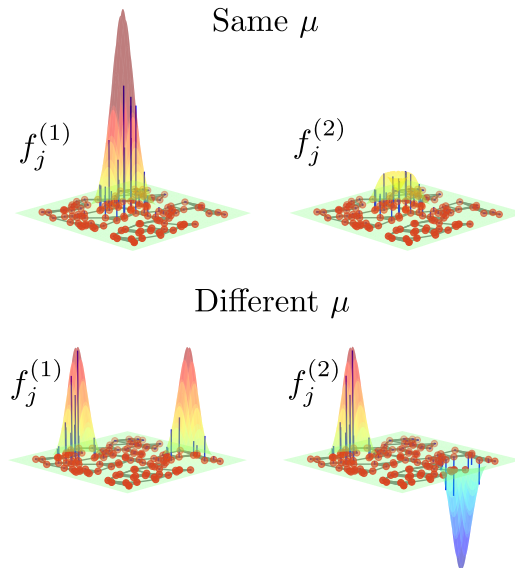 Same μ
f_j^{(1)} f_j^{(2)}
Different μ
f_j^{(1)} f_j^{(2)}